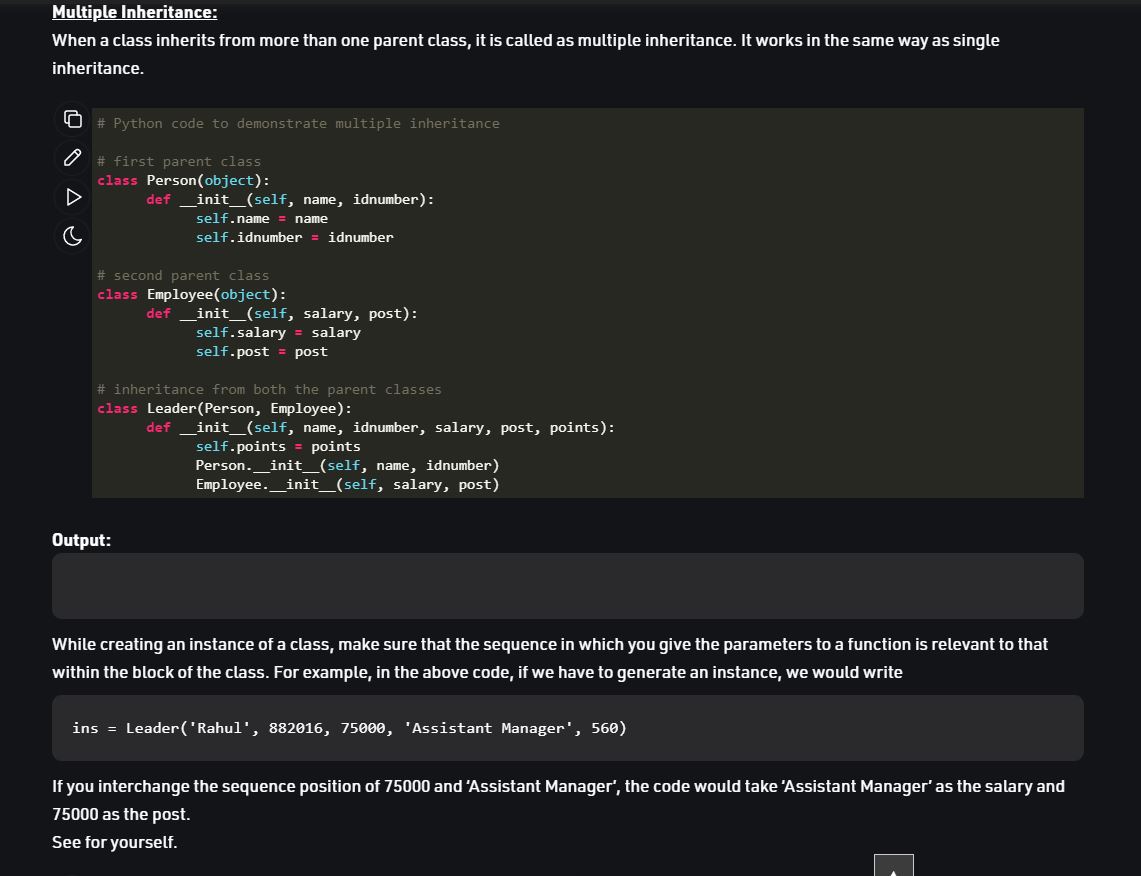 Multiple Inheritance:
When a class inherits from more than one parent class, it is called as multiple inheritance. It works in the same way as single
inheritance.
# Python code to demonstrate multiple inheritance
# first parent class
class Person(object):
      def __init__(self, name, idnumber):
            self.name = name
            self.idnumber = idnumber
# second parent class
class Employee(object):
      def __init__(self, salary, post):
            self.salary = salary
            self.post = post
# inheritance from both the parent classes
class Leader(Person, Employee):
      def __init__(self, name, idnumber, salary, post, points):
            self.points = points
            Person.__init__(self, name, idnumber)
            Employee.__init__(self, salary, post)
Output:
While creating an instance of a class, make sure that the sequence in which you give the parameters to a function is relevant to that
within the block of the class. For example, in the above code, if we have to generate an instance, we would write
ins = Leader('Rahul', 882016, 75000, 'Assistant Manager', 560)
If you interchange the sequence position of 75000 and ‘Assistant Manager’, the code would take ‘Assistant Manager’ as the salary and
75000 as the post.
See for yourself.